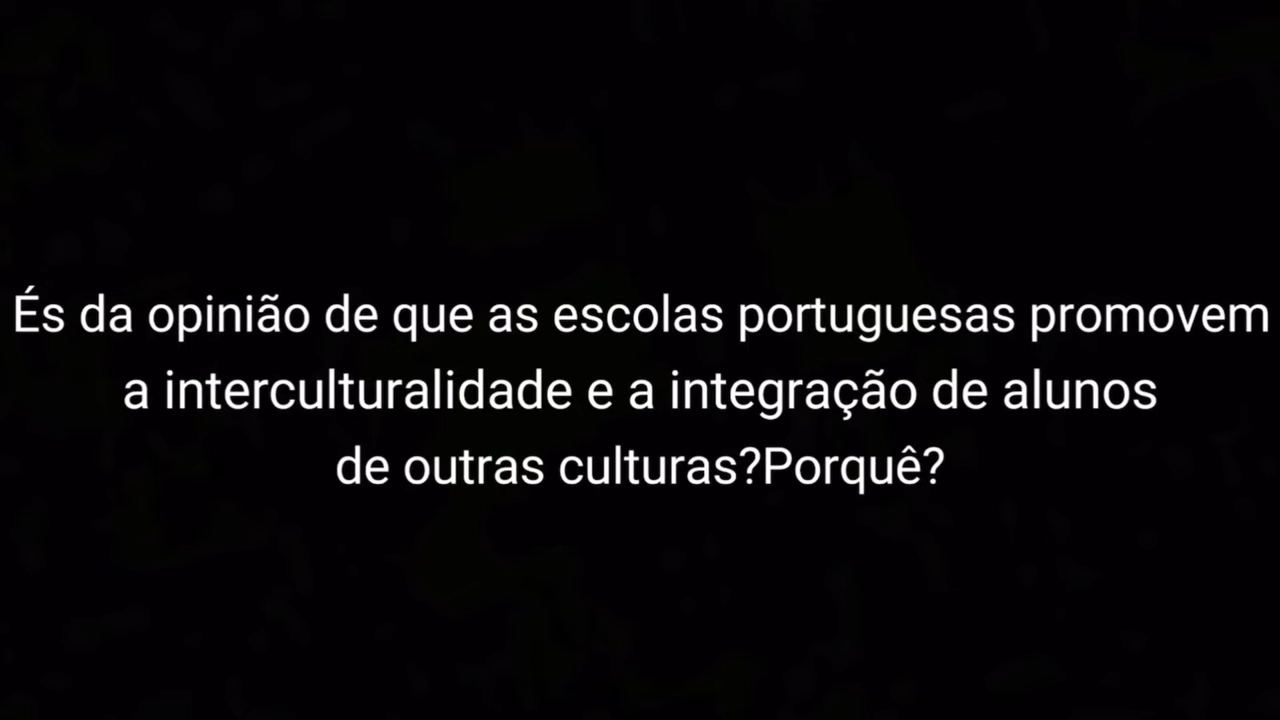 És da opinião de que as escolas portuguesas promovem
a interculturalidade e a integração de alunos
de outras culturas?Porquê?